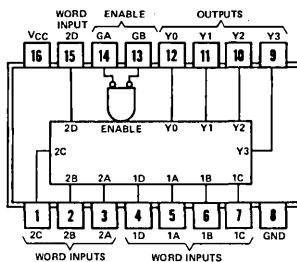 WORD INPUT ENABLE OUTPUTS
VCC 2D GA GB Y0 Y1 Y2 Y3
16 15 14 13 12 11 10 9
2D ENABLE Y0 Y1 Y2
2C Y3
2B 2A 1D 1A 1B 1C
1 2 3 4 5 6 7 8
2C 2B 2A 1D 1A 1B 1C GND
WORD INPUTS WORD INPUTS